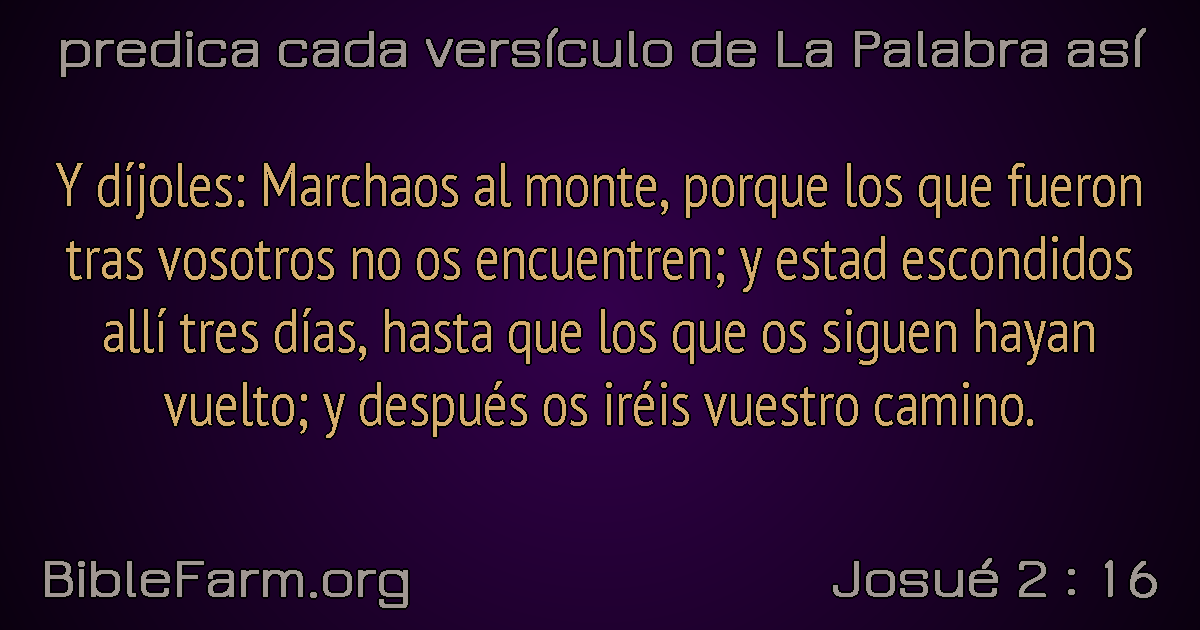 predica cada versículo de La Palabra así
Y díjoles: Marchaos al monte, porque los que fueron
tras vosotros no os encuentren; y estad escondidos
allí tres días, hasta que los que os siguen hayan
vuelto; y después os iréis vuestro camino.
BibleFarm.org
Josué 2 : 16